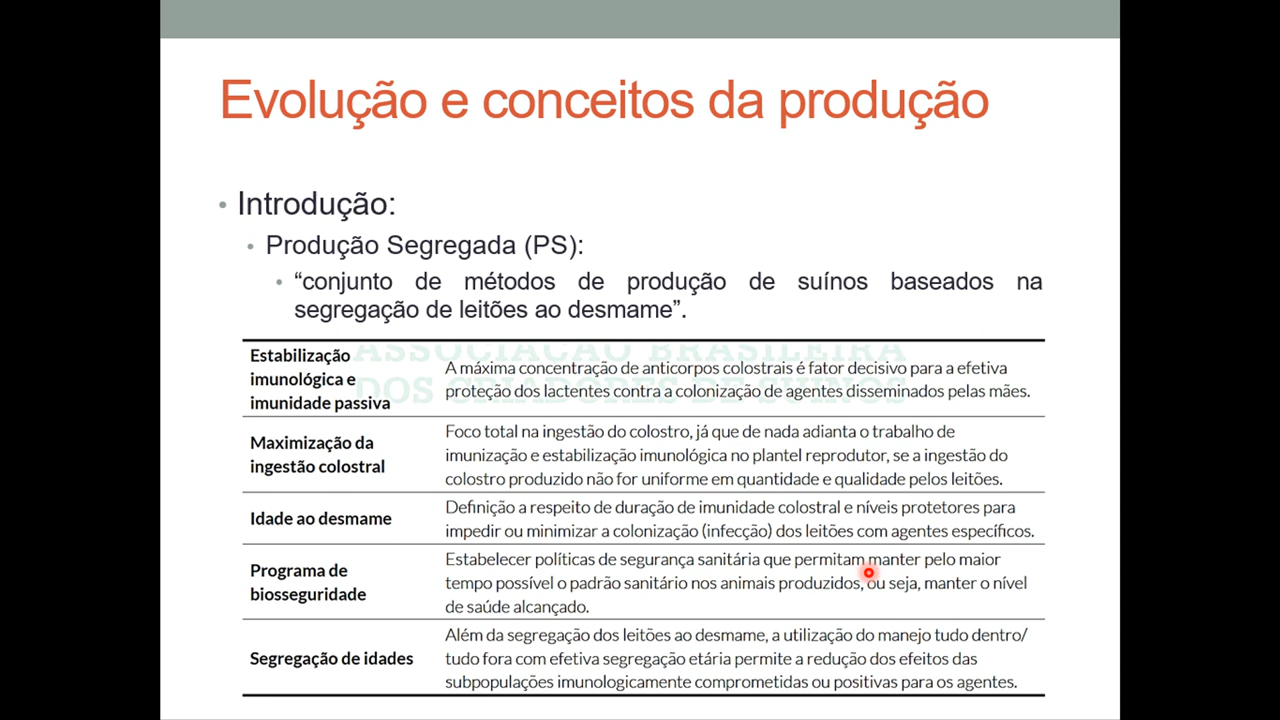 Evolução e conceitos da produção
• Introdução:
• Produção Segregada (PS):
• “conjunto de métodos de produção de suínos baseados na
segregação de leitões ao desmame”.
ASSOCIAÇÃO BRASILEIRA
DOS CRIADORES DE SUÍNOS
Estabilização
imunológica e
imunidade passiva
A máxima concentração de anticorpos colostrais é fator decisivo para a efetiva
proteção dos lactentes contra a colonização de agentes disseminados pelas mães.
Maximização da
ingestão colostral
Foco total na ingestão do colostro, já que de nada adianta o trabalho de
imunização e estabilização imunológica no plantel reprodutor, se a ingestão do
colostro produzido não for uniforme em quantidade e qualidade pelos leitões.
Idade ao desmame
Definição a respeito de duração de imunidade colostral e níveis protetores para
impedir ou minimizar a colonização (infecção) dos leitões com agentes específicos.
Programa de
biosseguridade
Estabelecer políticas de segurança sanitária que permitam manter pelo maior
tempo possível o padrão sanitário nos animais produzidos, ou seja, manter o nível
de saúde alcançado.
Segregação de idades
Além da segregação dos leitões ao desmame, a utilização do manejo tudo dentro/
tudo fora com efetiva segregação etária permite a redução dos efeitos das
subpopulações imunologicamente comprometidas ou positivas para os agentes.